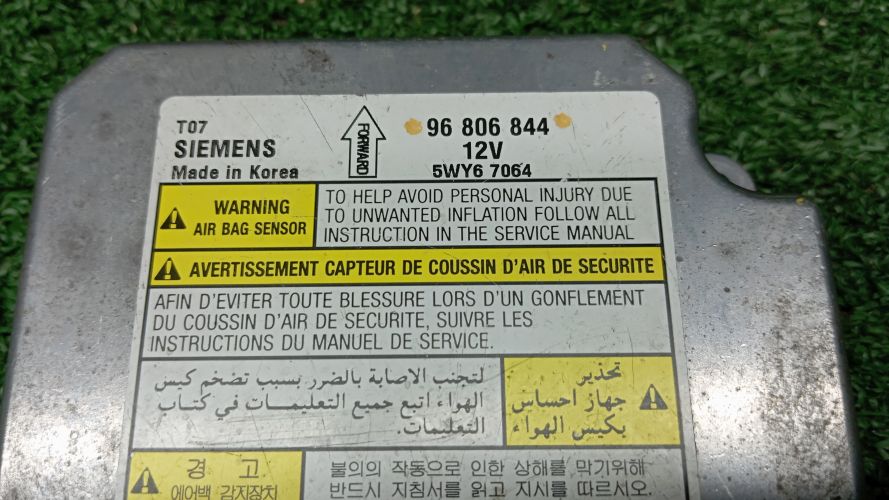 T07
SIEMENS
Made in Korea
FORWARD
96 806 844
12V
5WY6 7064
WARNING
AIR BAG SENSOR
TO HELP AVOID PERSONAL INJURY DUE
TO UNWANTED INFLATION FOLLOW ALL
INSTRUCTION IN THE SERVICE MANUAL
AVERTISSEMENT CAPTEUR DE COUSSIN D'AIR DE SECURITE
AFIN D'EVITER TOUTE BLESSURE LORS D'UN GONFLEMENT
DU COUSSIN D'AIR DE SECURITE, SUIVRE LES
INSTRUCTIONS DU MANUEL DE SERVICE.
تحذير
جهاز احساس
بكيس الهواء
لتجنب الاصابة بالضرر بسبب تضخم كيس
الهواء اتبع جميع التعليمات في كتاب
التعليمات.
경 고
에어백 감지장치
불의의 작동으로 인한 상해를 막기위해
반드시 지침서를 읽고 지시를 따르시오.